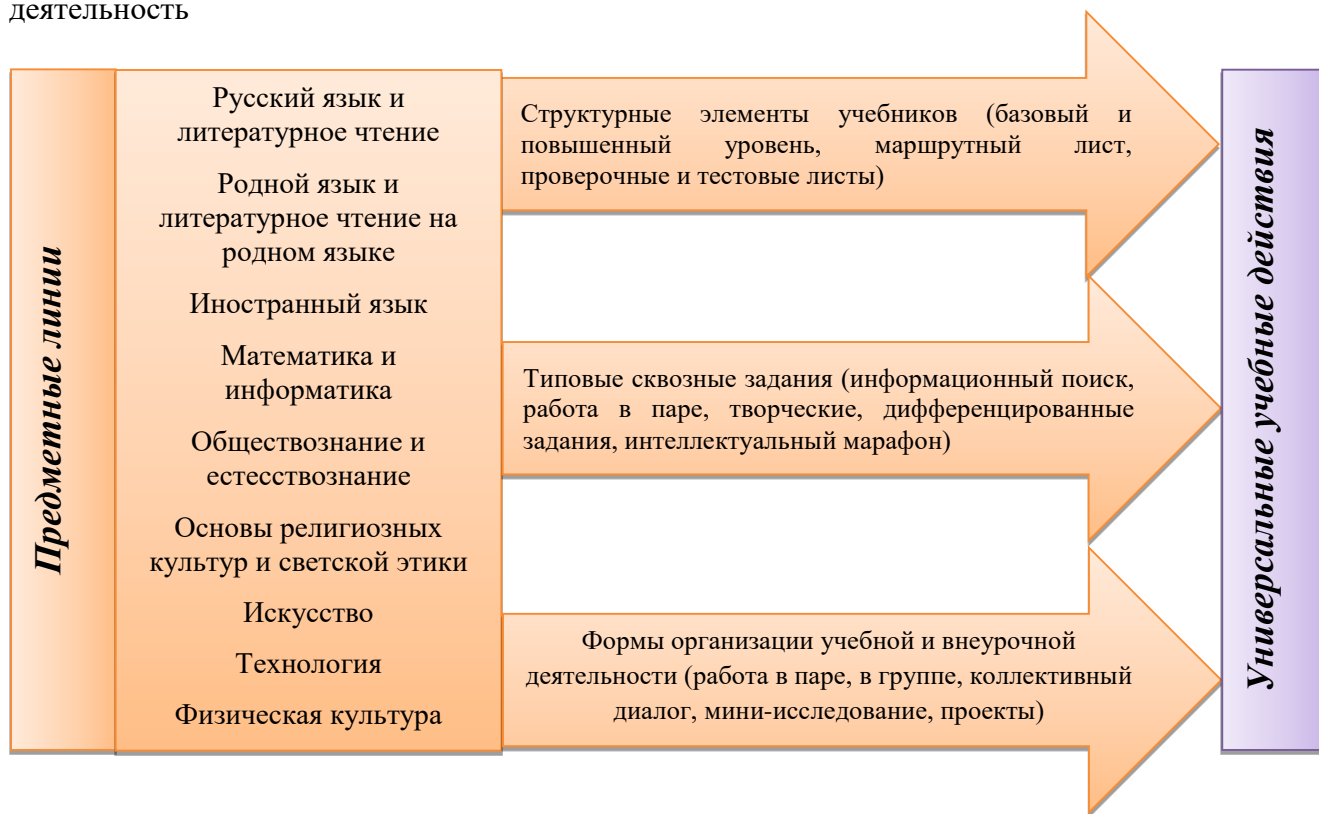 деятельность
Предметные линии
Русский язык и
литературное чтение
Родной язык и
литературное чтение на
родном языке
Иностранный язык
Математика и
информатика
Обществознание и
естесствознание
Основы религиозных
культур и светской этики
Искусство
Технология
Физическая культура
Структурные элементы учебников (базовый и
повышенный уровень, маршрутный лист,
проверочные и тестовые листы)
Типовые сквозные задания (информационный поиск,
работа в паре, творческие, дифференцированные
задания, интеллектуальный марафон)
Формы организации учебной и внеурочной
деятельности (работа в паре, в группе, коллективный
диалог, мини-исследование, проекты)
Универсальные учебные действия